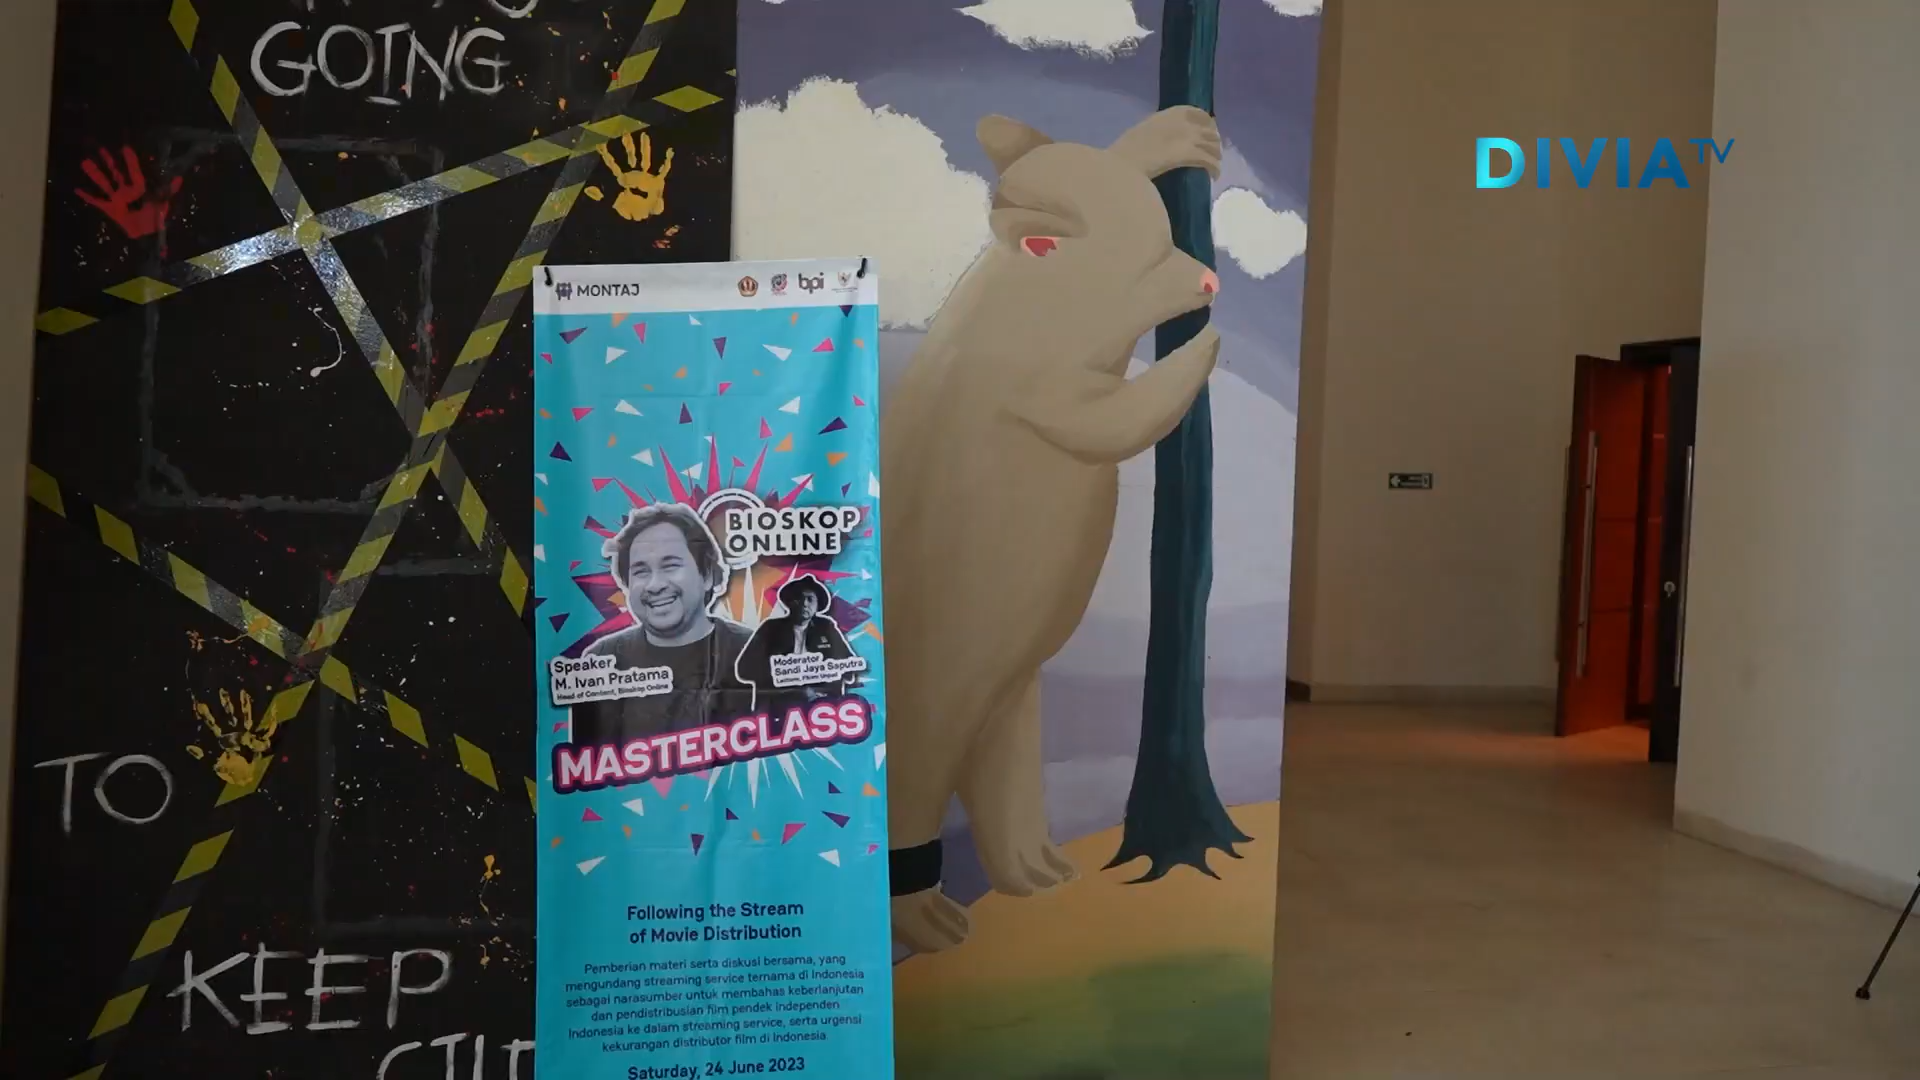 GOING
DIVIA TV
MONTAJ
bpi
BIOSKOP
ONLINE
Speaker
M. Ivan Pratama
Head of Content, Bioskop Online
Moderator
Sandi Jaya Saputra
Lecturer, Fikom Unpad
MASTERCLASS
TO
KEEP
Following the Stream
of Movie Distribution
Pemberian materi serta diskusi bersama, yang
mengundang streaming service ternama di Indonesia
sebagai narasumber untuk membahas keberlanjutan
dan pendistribusian film pendek independen
Indonesia ke dalam streaming service, serta urgensi
kekurangan distributor film di Indonesia.
Saturday, 24 June 2023